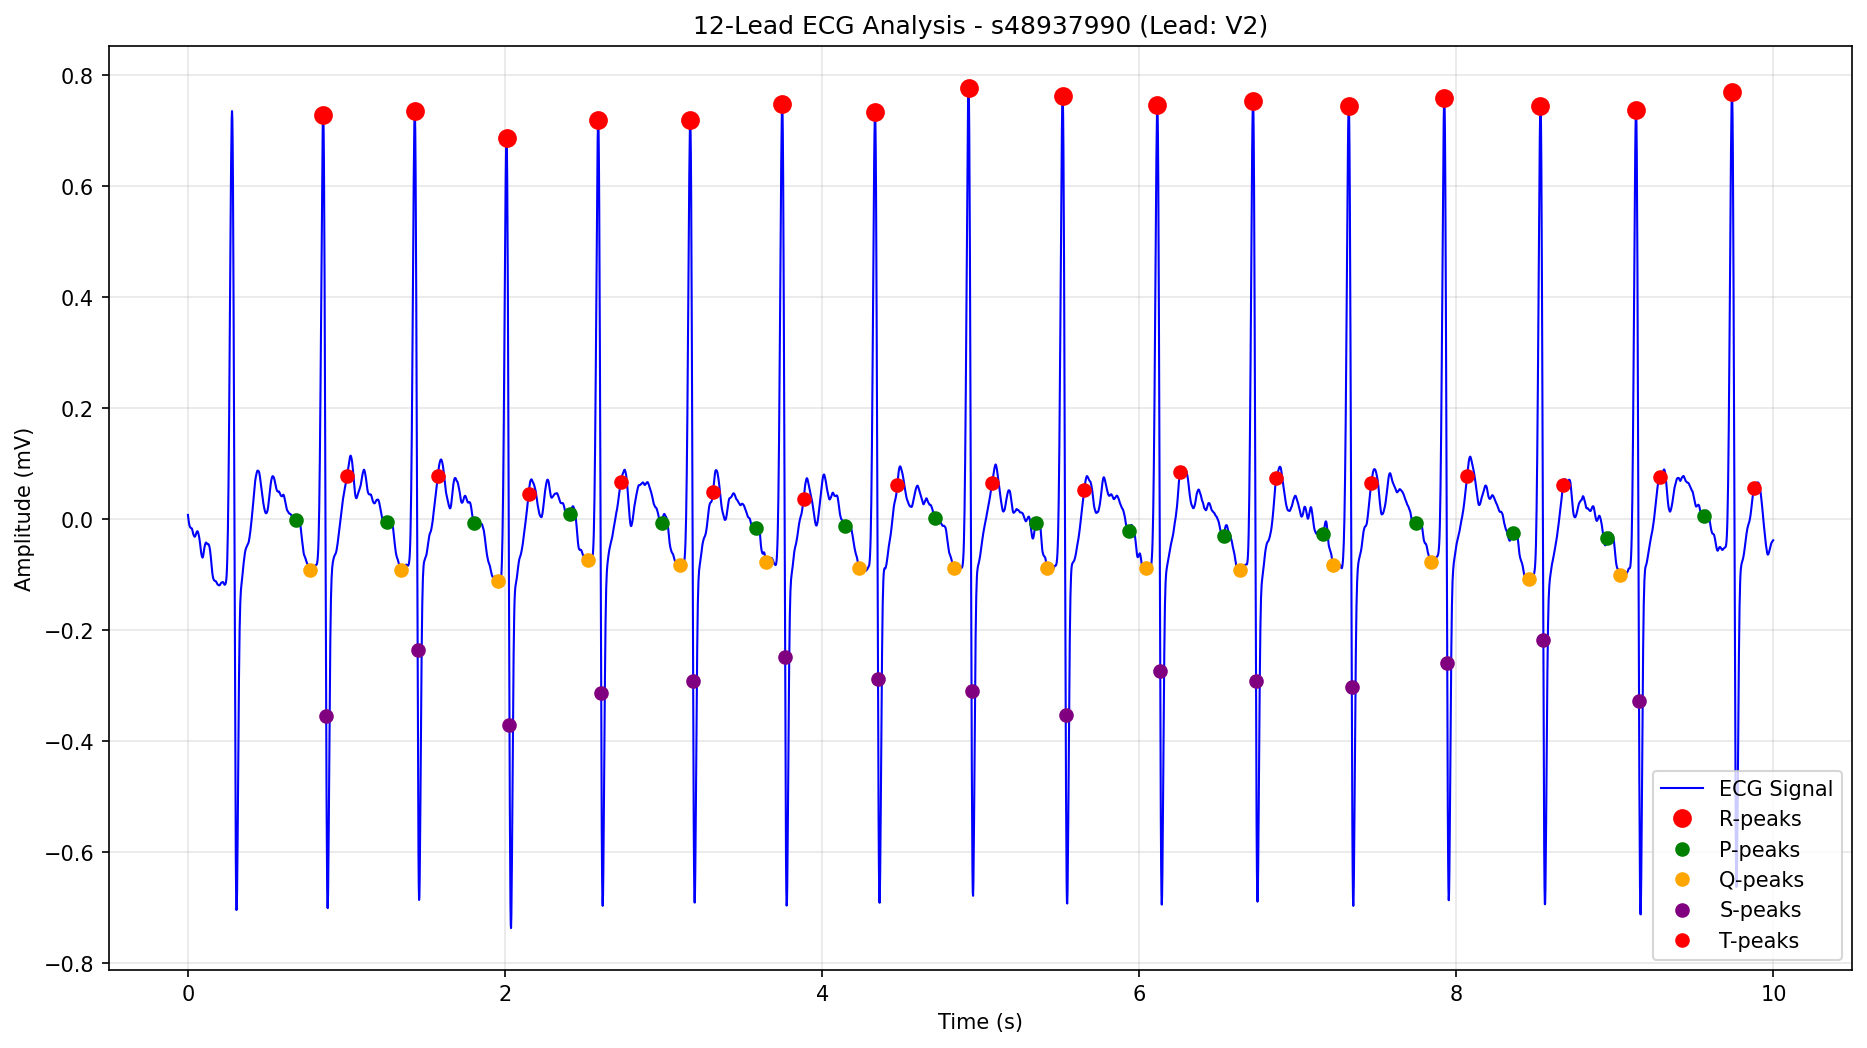 12-Lead ECG Analysis - s48937990 (Lead: V2)
Amplitude (mV)
0.8
0.6
0.4
0.2
0.0
−0.2
−0.4
−0.6
−0.8
0
2
4
6
8
10
Time (s)
ECG Signal
R-peaks
P-peaks
Q-peaks
S-peaks
T-peaks